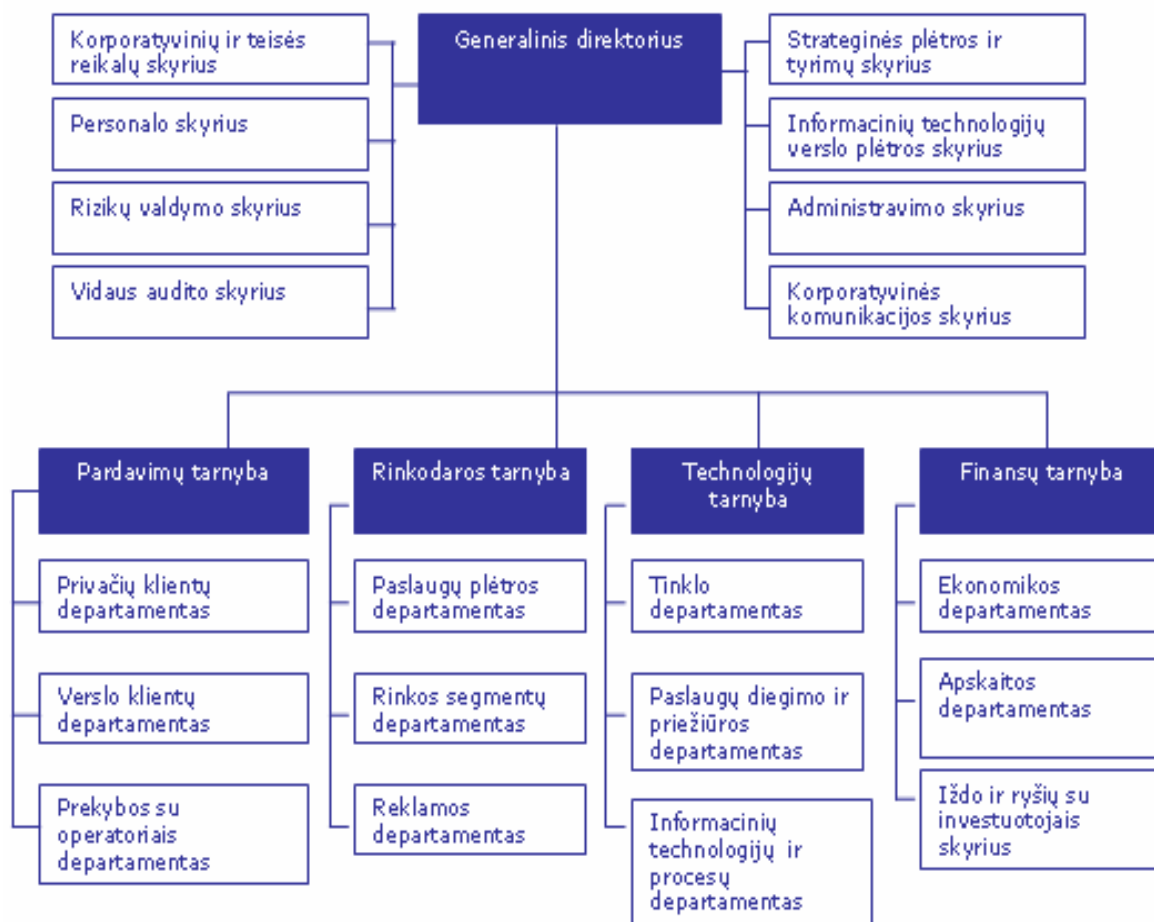 Korporatyvinių ir teisės
reikalų skyrius
Personalo skyrius
Rizikų valdymo skyrius
Vidaus audito skyrius
Generalinis direktorius
Strateginės plėtros ir
tyrimų skyrius
Informacinių technologijų
verslo plėtros skyrius
Administravimo skyrius
Korporatyvinės
komunikacijos skyrius
Pardavimų tarnyba
Privačių klientų
departamentas
Verslo klientų
departamentas
Prekybos su
operatoriais
departamentas
Rinkodaros tarnyba
Paslaugų plėtros
departamentas
Rinkos segmentų
departamentas
Reklamos
departamentas
Technologijų
tarnyba
Tinklo
departamentas
Paslaugų diegimo ir
priežiūros
departamentas
Informacinių
technologijų ir
procesų
departamentas
Finansų tarnyba
Ekonomikos
departamentas
Apskaitos
departamentas
Iždo ir ryšių su
investuotojais
skyrius